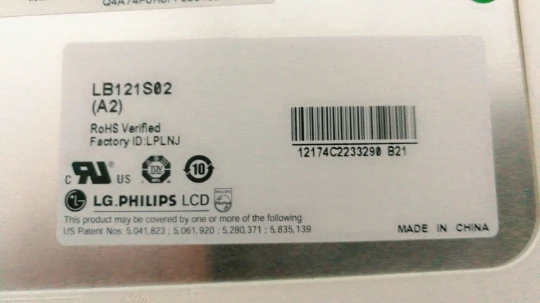 LB121S02
(A2)
RoHS Verified
Factory ID:LPLNJ
12174C2233290 B21
c UL US
10
LG.PHILIPS LCD
This product may be covered by one or more of the following
US Patent Nos. 5,041,823 ; 5,061,920 ; 5,280,371 ; 5,835,139
MADE IN CHINA